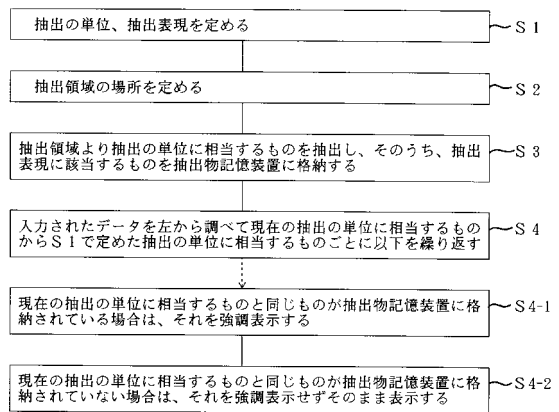 抽出の単位、抽出表現を定める
S 1
抽出領域の場所を定める
S 2
抽出領域より抽出の単位に相当するものを抽出し、そのうち、抽出
表現に該当するものを抽出物記憶装置に格納する
S 3
入力されたデータを左から調べて現在の抽出の単位に相当するもの
からS1で定めた抽出の単位に相当するものごとに以下を繰り返す
S 4
現在の抽出の単位に相当するものと同じものが抽出物記憶装置に格
納されている場合は、それを強調表示する
S4-1
現在の抽出の単位に相当するものと同じものが抽出物記憶装置に格
納されていない場合は、それを強調表示せずそのまま表示する
S4-2